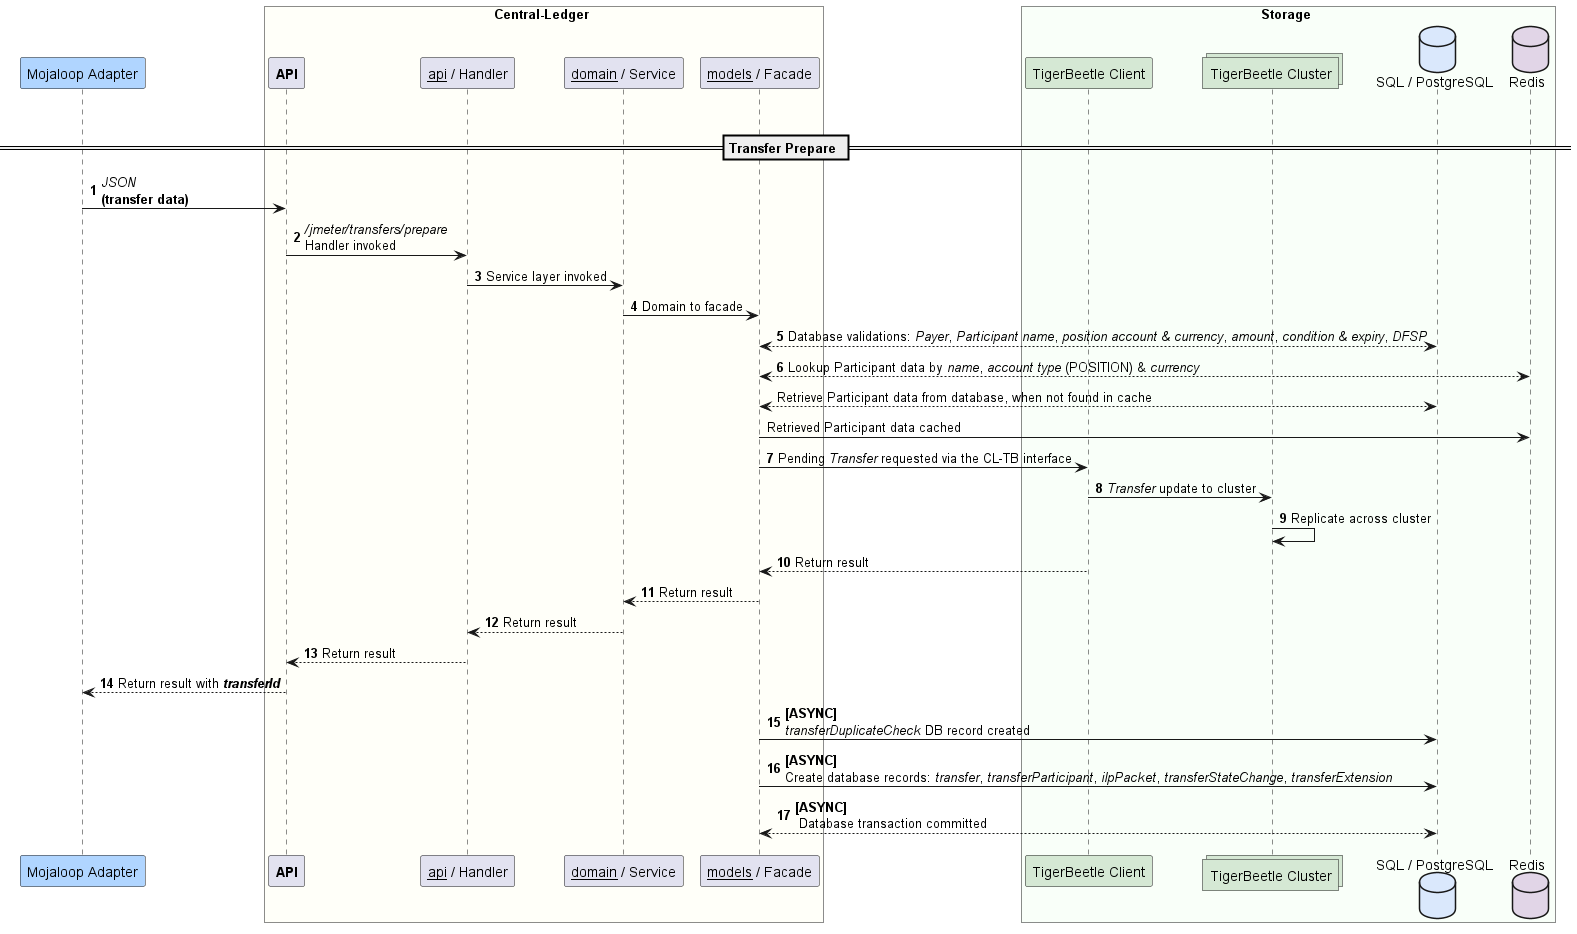 Central-Ledger
Storage
Mojaloop Adapter
API
api / Handler
domain / Service
models / Facade
TigerBeetle Client
TigerBeetle Cluster
SQL / PostgreSQL
Redis
Transfer Prepare
1 JSON
(transfer data)
2 /jmeter/transfers/prepare
Handler invoked
3 Service layer invoked
4 Domain to facade
5 Database validations: Payer, Participant name, position account & currency, amount, condition & expiry, DFSP
6 Lookup Participant data by name, account type (POSITION) & currency
Retrieve Participant data from database, when not found in cache
Retrieved Participant data cached
7 Pending Transfer requested via the CL-TB interface
8 Transfer update to cluster
9 Replicate across cluster
10 Return result
11 Return result
12 Return result
13 Return result
14 Return result with transferId
15 [ASYNC]
transferDuplicateCheck DB record created
16 [ASYNC]
Create database records: transfer, transferParticipant, ilpPacket, transferStateChange, transferExtension
17 [ASYNC]
Database transaction committed
Mojaloop Adapter
API
api / Handler
domain / Service
models / Facade
TigerBeetle Client
TigerBeetle Cluster
SQL / PostgreSQL
Redis